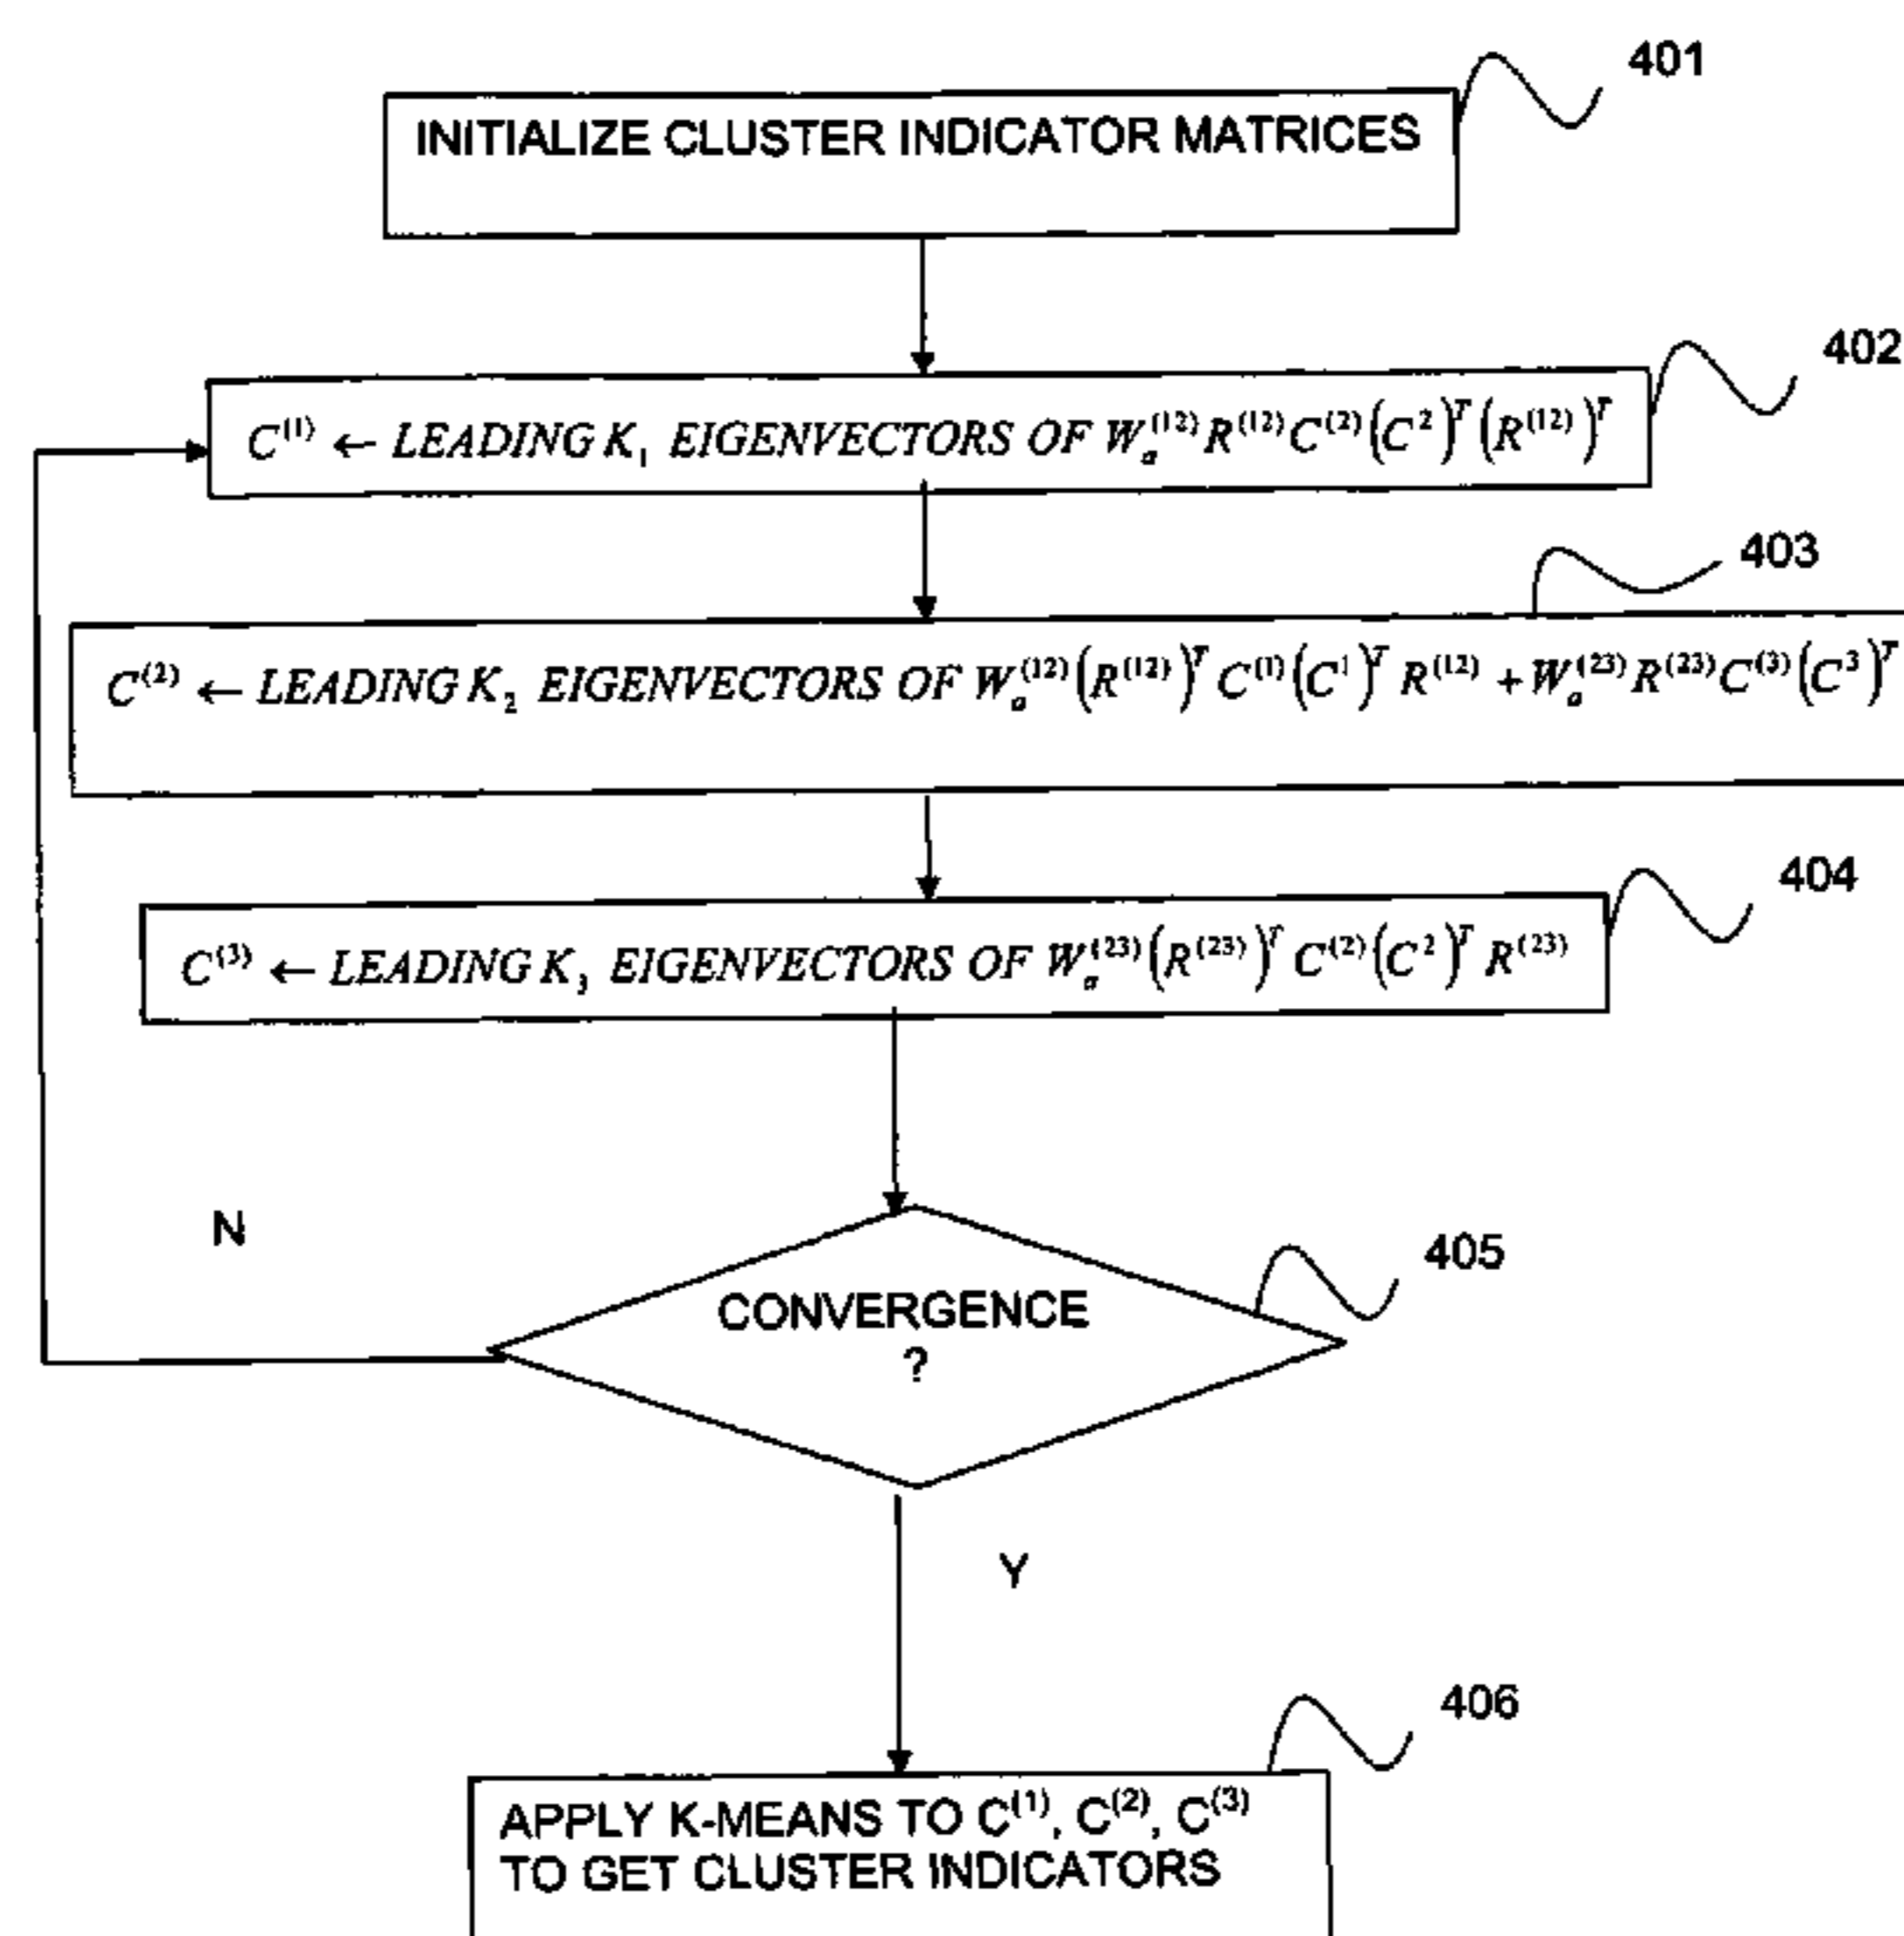 401
INITIALIZE CLUSTER INDICATOR MATRICES
402
C^{(1)} ← LEADING K_1 EIGENVECTORS OF W_a^{(12)} R^{(12)} C^{(2)} (C^2)^T (R^{(12)})^T
403
C^{(2)} ← LEADING K_2 EIGENVECTORS OF W_a^{(12)} (R^{(12)})^T C^{(1)} (C^1)^T R^{(12)} + W_a^{(23)} R^{(23)} C^{(3)} (C^3)^T
404
C^{(3)} ← LEADING K_3 EIGENVECTORS OF W_a^{(23)} (R^{(23)})^T C^{(2)} (C^2)^T R^{(23)}
N
405
CONVERGENCE
?
Y
406
APPLY K-MEANS TO C^{(1)}, C^{(2)}, C^{(3)}
TO GET CLUSTER INDICATORS